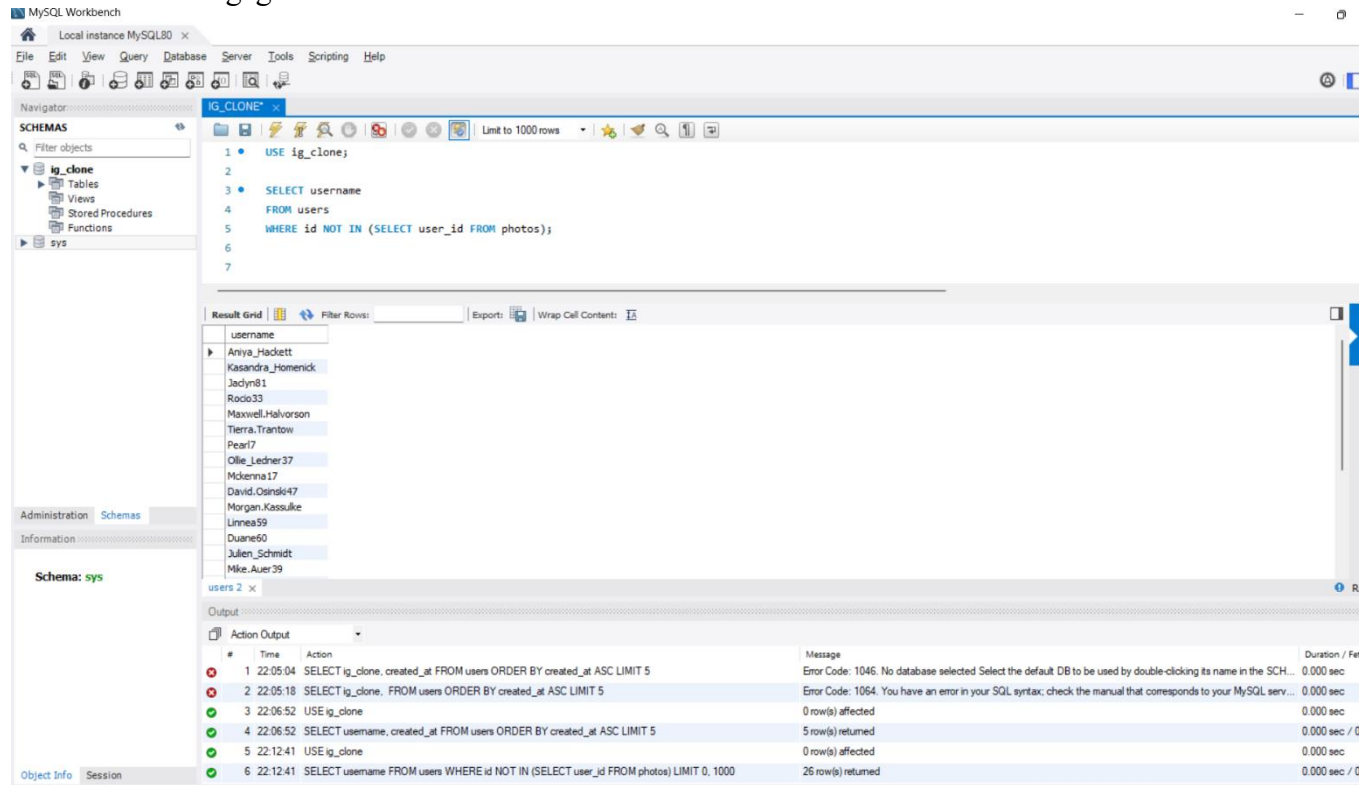 MySQL Workbench
Local instance MySQL80
File Edit View Query Database Server Tools Scripting Help
Navigator
IG_CLONE*
SCHEMAS
Limit to 1000 rows
Filter objects
1 USE ig_clone;
ig_clone
2
Tables
3 SELECT username
Views
4 FROM users
Stored Procedures
5 WHERE id NOT IN (SELECT user_id FROM photos);
Functions
6
sys
7
Result Grid Filter Rows: Export: Wrap Cell Content:
username
Aniya_Hackett
Kasandra_Homenick
Jaclyn81
Rocio33
Maxwell.Halvorson
Tierra.Trantow
Pearl7
Ollie_Ledner37
Mckenna17
David.Osinski47
Morgan.Kassulke
Administration Schemas
Linnea59
Information
Duane60
Julien_Schmidt
Mike.Auer39
Schema: sys
users 2
R
Output
Action Output
# Time Action Message Duration / Fet
1 22:05:04 SELECT ig_clone, created_at FROM users ORDER BY created_at ASC LIMIT 5 Error Code: 1046. No database selected Select the default DB to be used by double-clicking its name in the SCH... 0.000 sec
2 22:05:18 SELECT ig_clone, FROM users ORDER BY created_at ASC LIMIT 5 Error Code: 1064. You have an error in your SQL syntax; check the manual that corresponds to your MySQL serv... 0.000 sec
3 22:06:52 USE ig_clone 0 row(s) affected 0.000 sec
4 22:06:52 SELECT username, created_at FROM users ORDER BY created_at ASC LIMIT 5 5 row(s) returned 0.000 sec / 0
5 22:12:41 USE ig_clone 0 row(s) affected 0.000 sec
6 22:12:41 SELECT username FROM users WHERE id NOT IN (SELECT user_id FROM photos) LIMIT 0, 1000 26 row(s) returned 0.000 sec / 0
Object Info Session